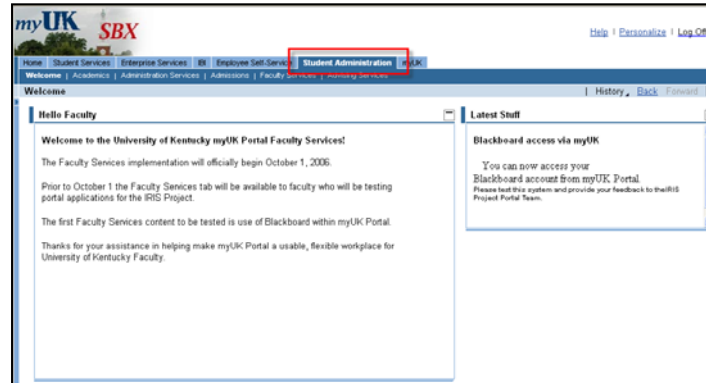 myUK SBX
Help | Personalize | Log Off
Home Student Services Enterprise Services Employee Self-Service Student Administration myUK
Welcome | Academics | Administration Services | Admissions | Faculty Services | Advising Services
Welcome
| History Back Forward
Hello Faculty
Welcome to the University of Kentucky myUK Portal Faculty Services!
The Faculty Services implementation will officially begin October 1, 2006.
Prior to October 1 the Faculty Services tab will be available to faculty who will be testing
portal applications for the IRIS Project.
The first Faculty Services content to be tested is use of Blackboard within myUK Portal.
Thanks for your assistance in helping make myUK Portal a usable, flexible workplace for
University of Kentucky Faculty.
Latest Stuff
Blackboard access via myUK
You can now access your
Blackboard account from myUK Portal.
Please test this system and provide your feedback to theIRIS
Project Portal Team.